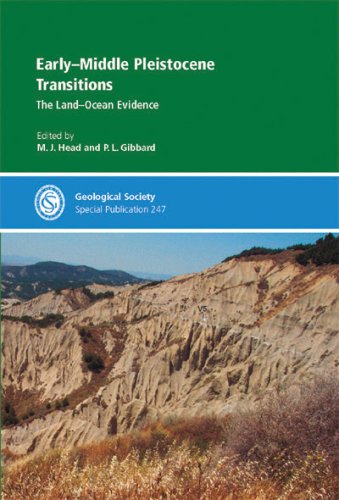 Early–Middle Pleistocene
Transitions
The Land–Ocean Evidence
Edited by
M. J. Head and P. L. Gibbard
Geological Society
Special Publication 247